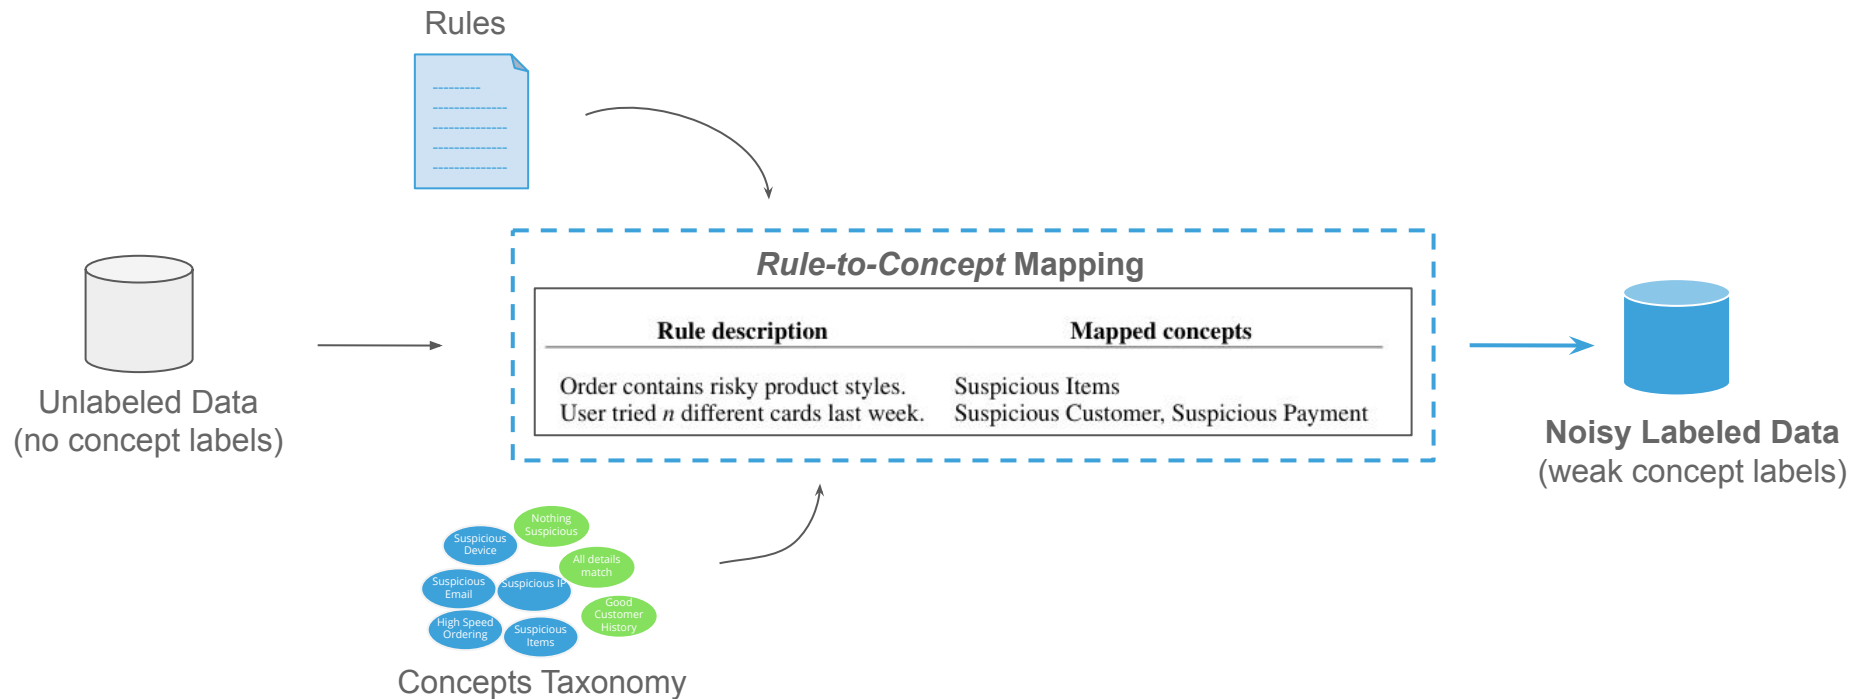 Rules
Rule-to-Concept Mapping
Rule description Mapped concepts
Order contains risky product styles. Suspicious Items
User tried n different cards last week. Suspicious Customer, Suspicious Payment
Unlabeled Data
(no concept labels)
Noisy Labeled Data
(weak concept labels)
Nothing
Suspicious
Suspicious
Device
All details
match
Suspicious
Email
Suspicious IP
Good
Customer
History
High Speed
Ordering
Suspicious
Items
Concepts Taxonomy